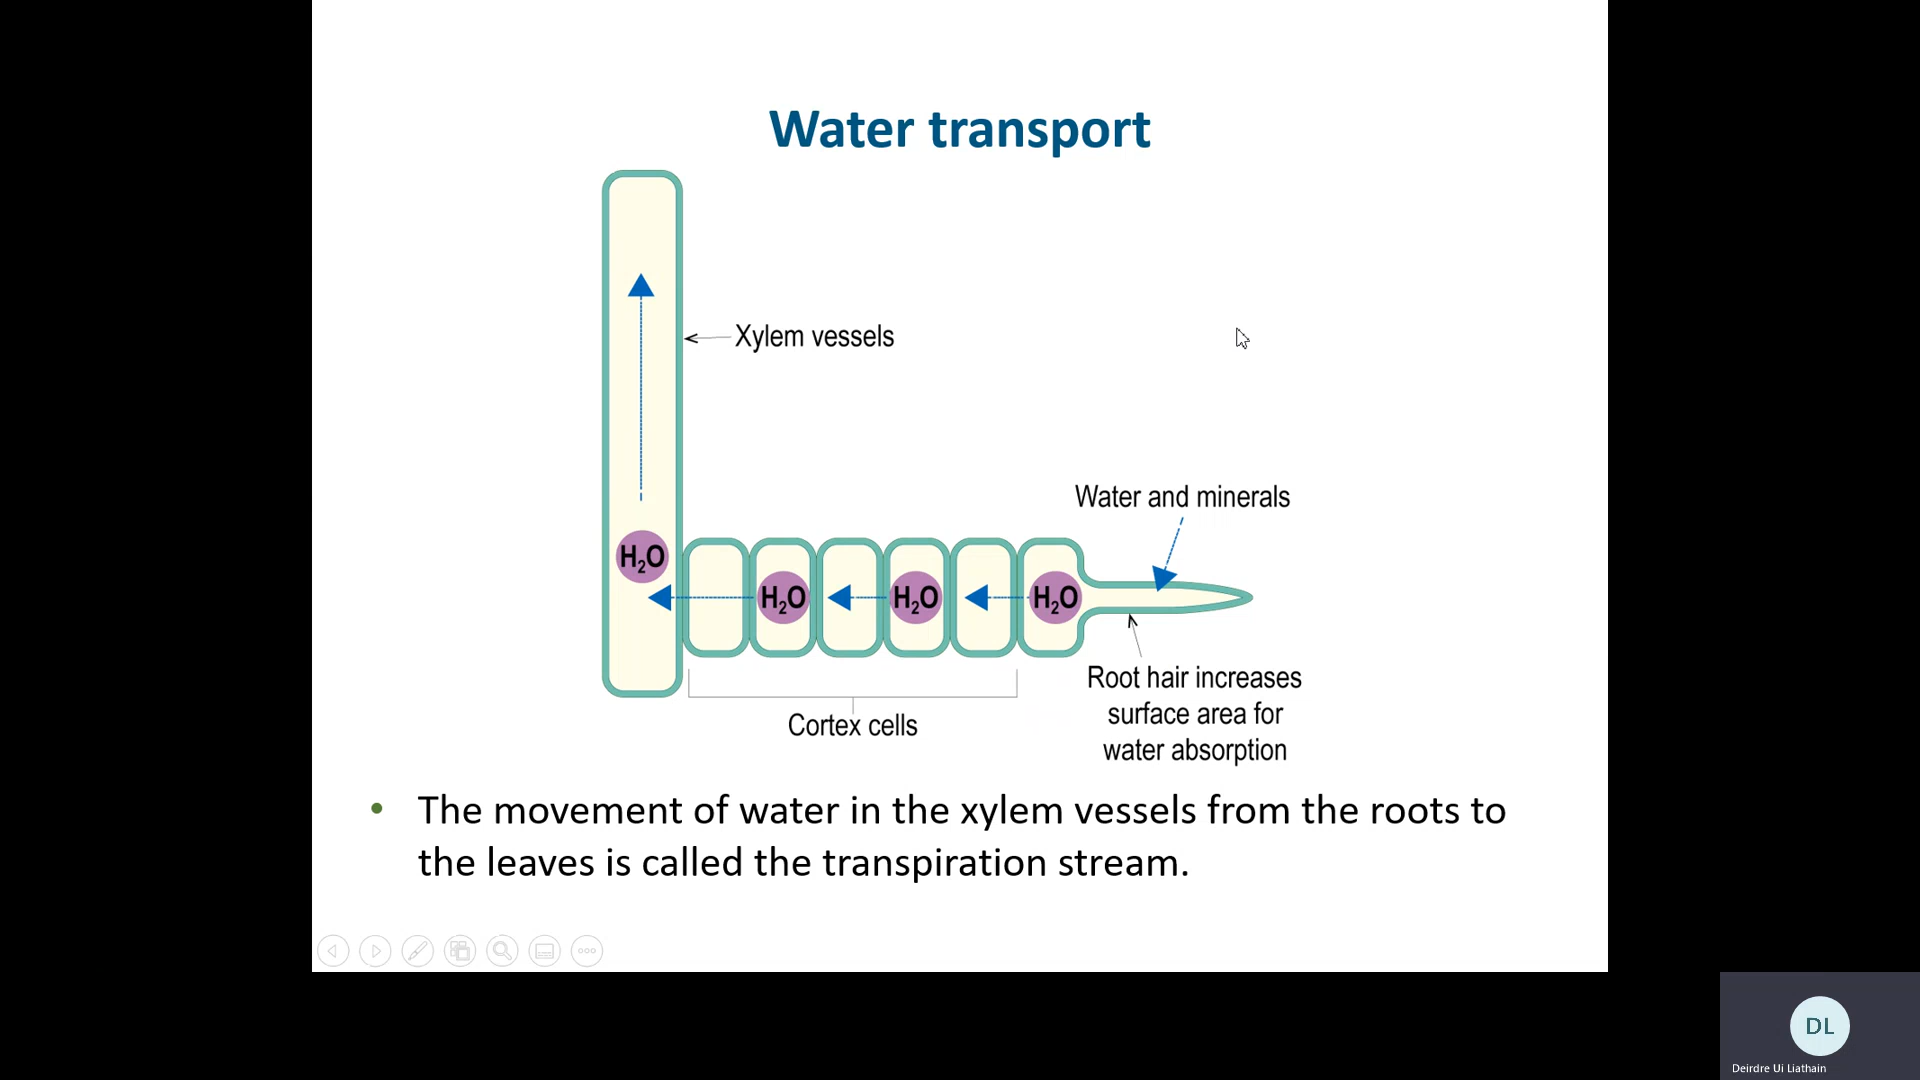 Water transport
Xylem vessels
Water and minerals
H₂O
H₂O
H₂O
H₂O
Root hair increases
surface area for
water absorption
Cortex cells
• The movement of water in the xylem vessels from the roots to
the leaves is called the transpiration stream.
DL
Deirdre Ui Liathain